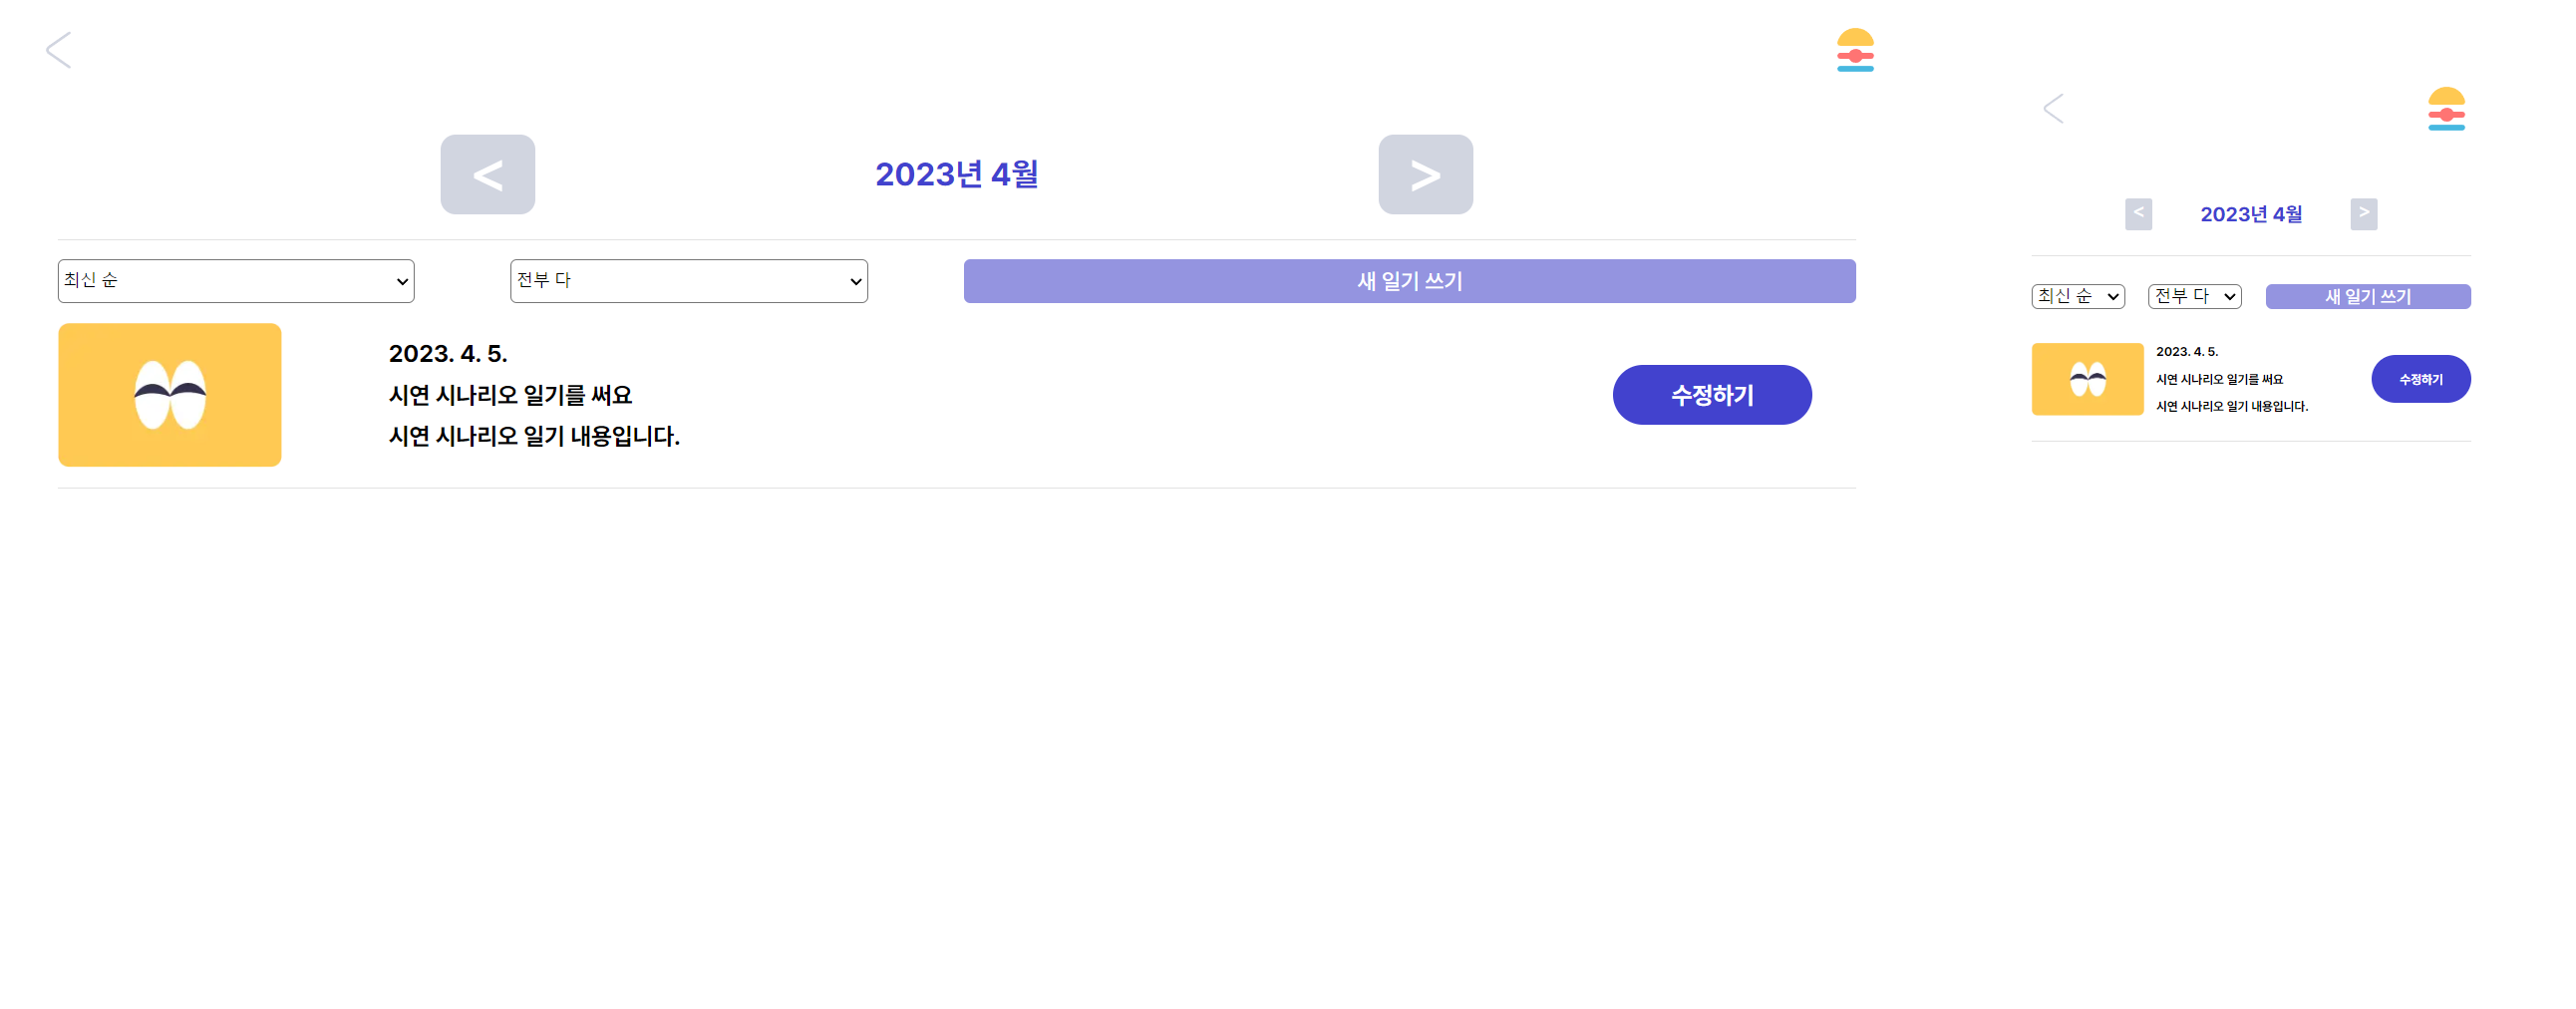 < 2023년 4월 >
최신 순 전부 다 새 일기 쓰기
2023. 4. 5.
시연 시나리오 일기를 써요
시연 시나리오 일기 내용입니다.
수정하기
< 2023년 4월 >
최신 순 전부 다 새 일기 쓰기
2023. 4. 5.
시연 시나리오 일기를 써요
시연 시나리오 일기 내용입니다.
수정하기